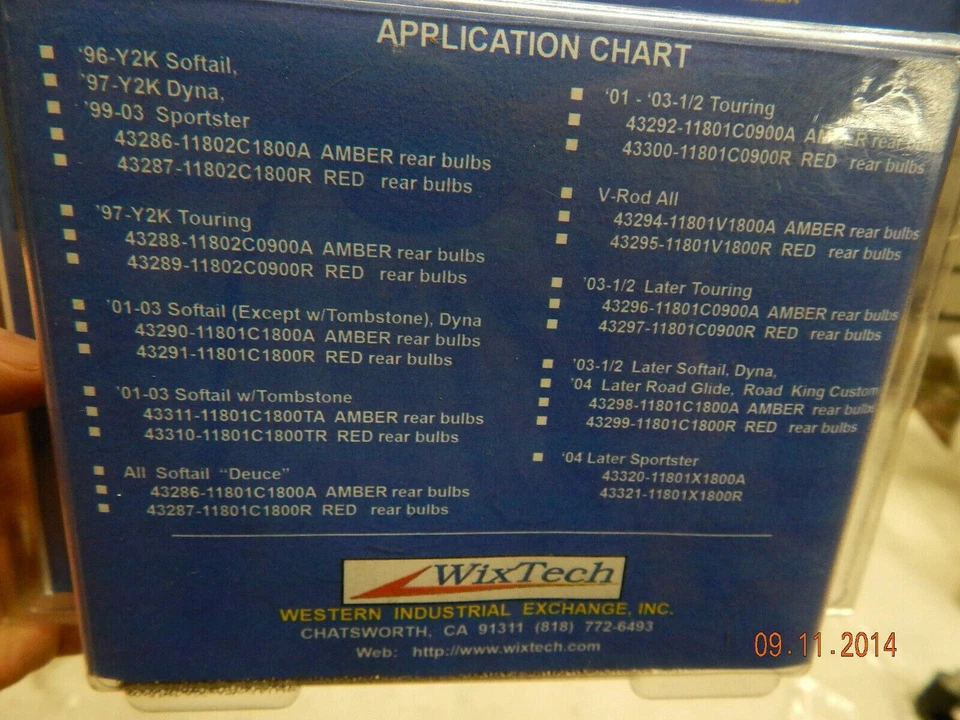 APPLICATION CHART
'96-Y2K Softail,
'97-Y2K Dyna,
'99-03 Sportster
43286-11802C1800A AMBER rear bulbs
43287-11802C1800R RED rear bulbs
'97-Y2K Touring
43288-11802C0900A AMBER rear bulbs
43289-11802C0900R RED rear bulbs
'01-03 Softail (Except w/Tombstone), Dyna
43290-11801C1800A AMBER rear bulbs
43291-11801C1800R RED rear bulbs
'01-03 Softail w/Tombstone
43311-11801C1800TA AMBER rear bulbs
43310-11801C1800TR RED rear bulbs
All Softail "Deuce"
43286-11801C1800A AMBER rear bulbs
43287-11801C1800R RED rear bulbs
'01 - '03-1/2 Touring
43292-11801C0900A AMBER rear
43300-11801C0900R RED rear bulbs
V-Rod All
43294-11801V1800A AMBER rear bulbs
43295-11801V1800R RED rear bulbs
'03-1/2 Later Touring
43296-11801C0900A AMBER rear bulbs
43297-11801C0900R RED rear bulbs
'03-1/2 Later Softail, Dyna,
'04 Later Road Glide, Road King Custom
43298-11801C1800A AMBER rear bulbs
43299-11801C1800R RED rear bulbs
'04 Later Sportster
43320-11801X1800A
43321-11801X1800R
WixTech
WESTERN INDUSTRIAL EXCHANGE, INC.
CHATSWORTH, CA 91311 (818) 772-6493
Web: http://www.wixtech.com
09.11.2014